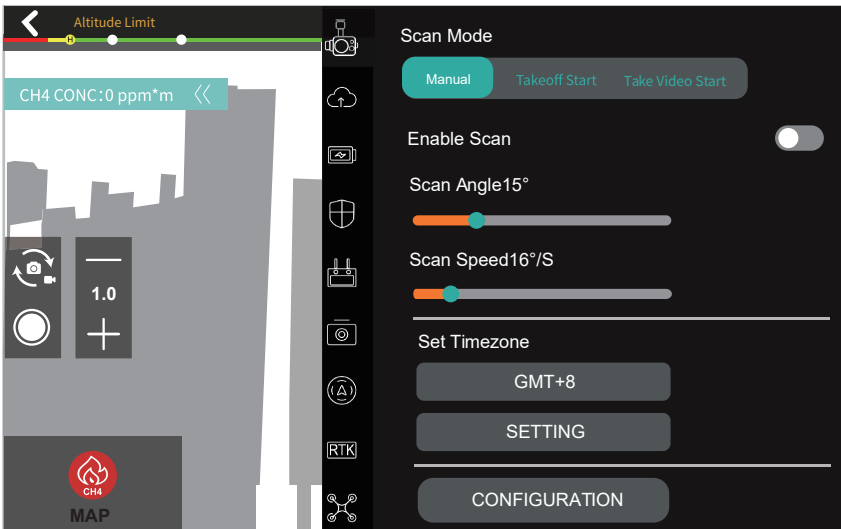 Altitude Limit
H
CH4 CONC:0 ppm*m
1.0
CH4
MAP
RTK
Scan Mode
Manual Takeoff Start Take Video Start
Enable Scan
Scan Angle15°
Scan Speed16°/S
Set Timezone
GMT+8
SETTING
CONFIGURATION